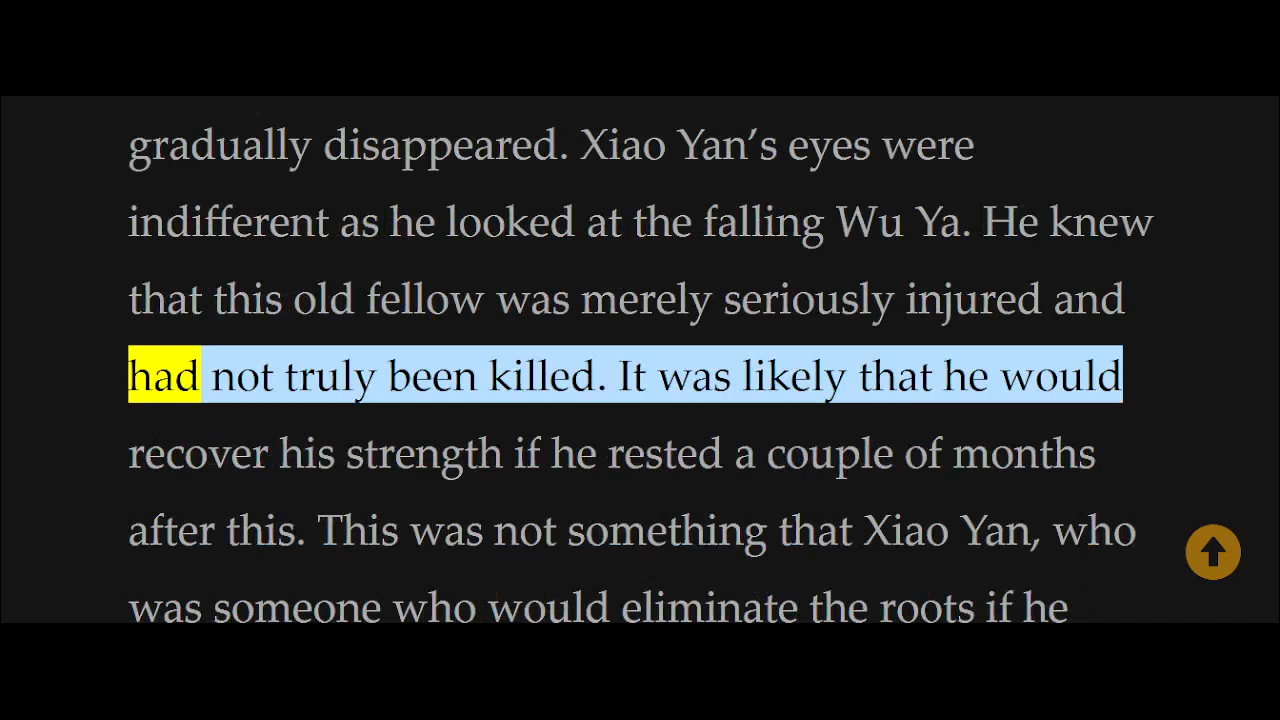 gradually disappeared. Xiao Yan’s eyes were
indifferent as he looked at the falling Wu Ya. He knew
that this old fellow was merely seriously injured and
had not truly been killed. It was likely that he would
recover his strength if he rested a couple of months
after this. This was not something that Xiao Yan, who
was someone who would eliminate the roots if he